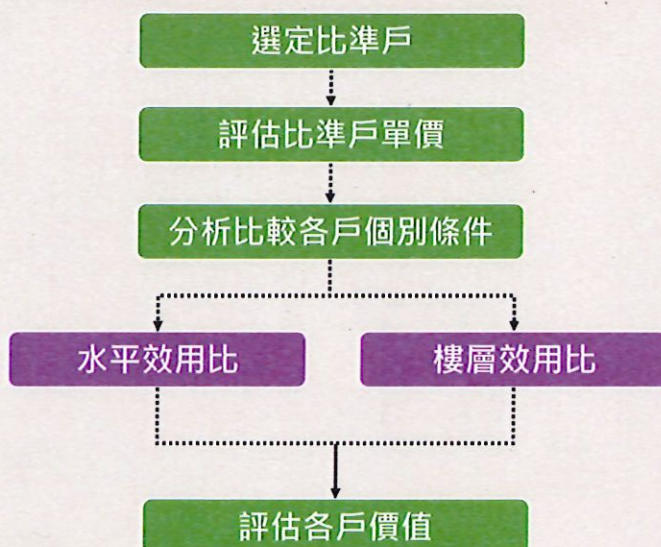 選定比準戶
評估比準戶單價
分析比較各戶個別條件
水平效用比
樓層效用比
評估各戶價值